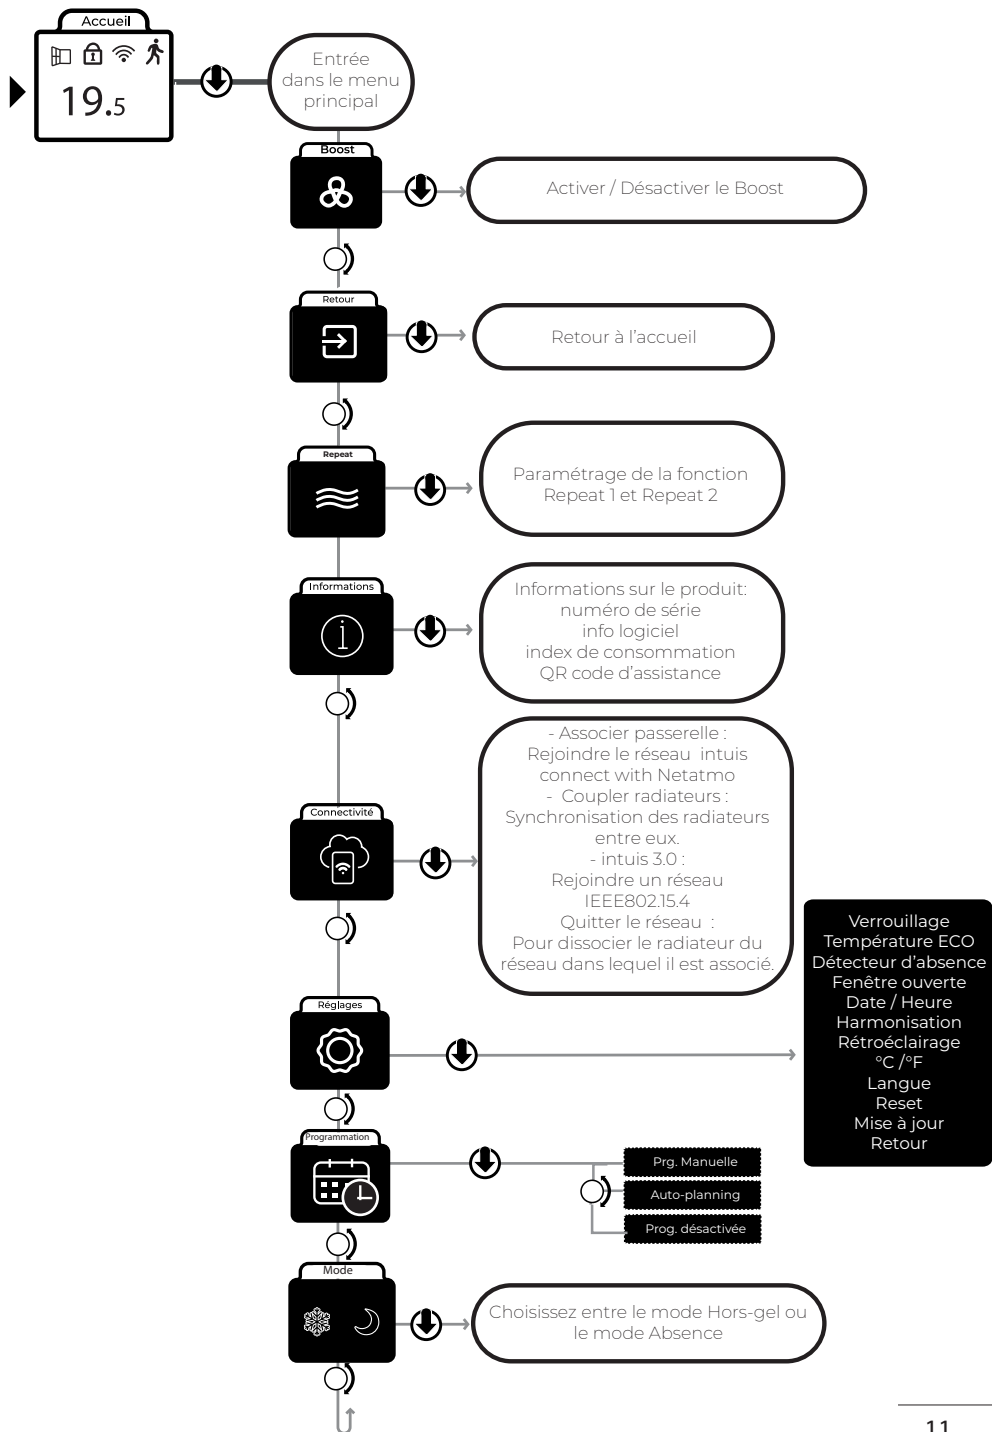 Accueil
19.5
Entrée
dans le menu
principal
Boost
Activer / Désactiver le Boost
Retour
Retour à l'accueil
Repeat
Paramétrage de la fonction
Repeat 1 et Repeat 2
Informations
i
Informations sur le produit:
numéro de série
info logiciel
index de consommation
QR code d'assistance
Connectivité
- Associer passerelle :
Rejoindre le réseau intuis
connect with Netatmo
- Coupler radiateurs :
Synchronisation des radiateurs
entre eux.
- intuis 3.0 :
Rejoindre un réseau
IEEE802.15.4
Quitter le réseau :
Pour dissocier le radiateur du
réseau dans lequel il est associé.
Réglages
Verrouillage
Température ECO
Détecteur d'absence
Fenêtre ouverte
Date / Heure
Harmonisation
Rétroéclairage
°C /°F
Langue
Reset
Mise à jour
Retour
Programmation
Prg. Manuelle
Auto-planning
Prog. désactivée
Mode
Choisissez entre le mode Hors-gel ou
le mode Absence
11